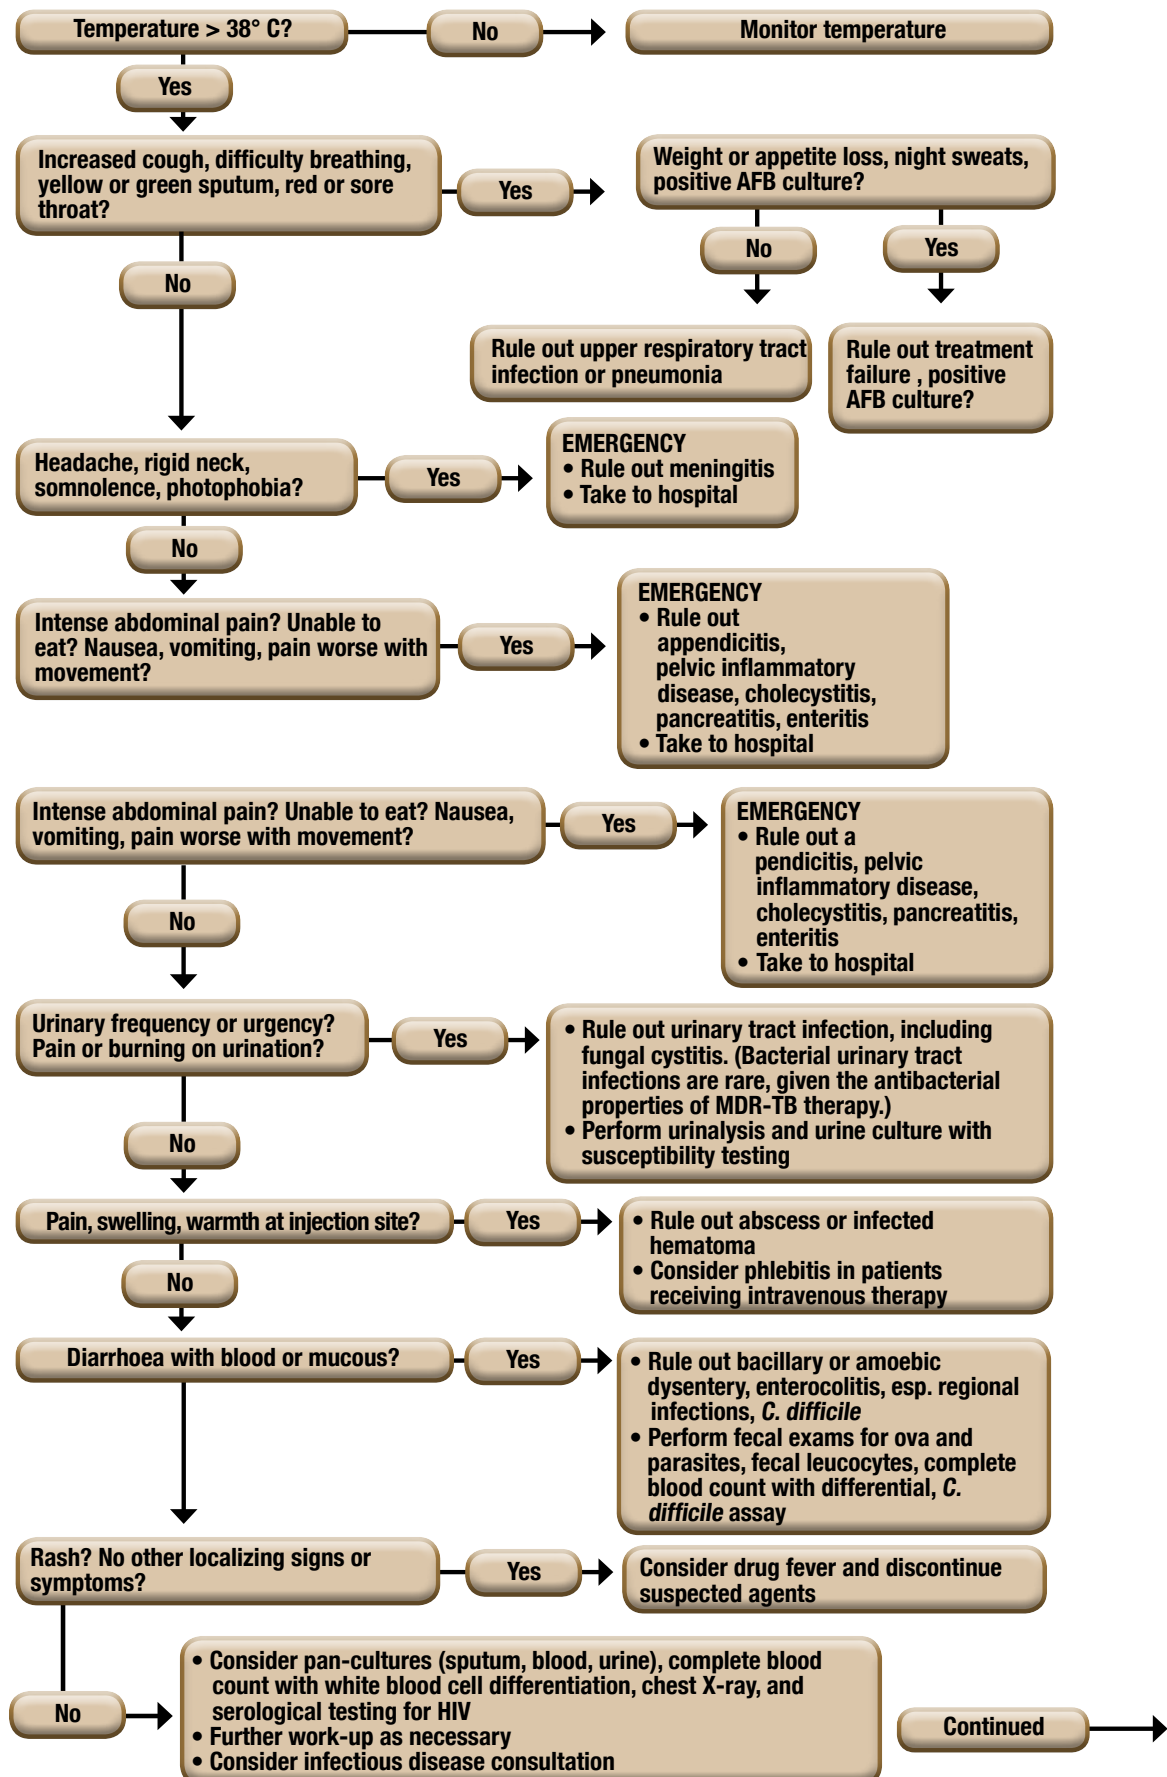 Temperature > 38° C?
No
Monitor temperature
Yes
Increased cough, difficulty breathing,
yellow or green sputum, red or sore
throat?
Yes
Weight or appetite loss, night sweats,
positive AFB culture?
No
No
Yes
Rule out upper respiratory tract
infection or pneumonia
Rule out treatment
failure , positive
AFB culture?
Headache, rigid neck,
somnolence, photophobia?
Yes
EMERGENCY
• Rule out meningitis
• Take to hospital
No
Intense abdominal pain? Unable to
eat? Nausea, vomiting, pain worse with
movement?
Yes
EMERGENCY
• Rule out
appendicitis,
pelvic inflammatory
disease, cholecystitis,
pancreatitis, enteritis
• Take to hospital
Intense abdominal pain? Unable to eat? Nausea,
vomiting, pain worse with movement?
Yes
EMERGENCY
• Rule out a
pendicitis, pelvic
inflammatory disease,
cholecystitis, pancreatitis,
enteritis
• Take to hospital
No
Urinary frequency or urgency?
Pain or burning on urination?
Yes
• Rule out urinary tract infection, including
fungal cystitis. (Bacterial urinary tract
infections are rare, given the antibacterial
properties of MDR-TB therapy.)
• Perform urinalysis and urine culture with
susceptibility testing
No
Pain, swelling, warmth at injection site?
Yes
• Rule out abscess or infected
hematoma
• Consider phlebitis in patients
receiving intravenous therapy
No
Diarrhoea with blood or mucous?
Yes
• Rule out bacillary or amoebic
dysentery, enterocolitis, esp. regional
infections, C. difficile
• Perform fecal exams for ova and
parasites, fecal leucocytes, complete
blood count with differential, C.
difficile assay
Rash? No other localizing signs or
symptoms?
Yes
Consider drug fever and discontinue
suspected agents
No
• Consider pan-cultures (sputum, blood, urine), complete blood
count with white blood cell differentiation, chest X-ray, and
serological testing for HIV
• Further work-up as necessary
• Consider infectious disease consultation
Continued